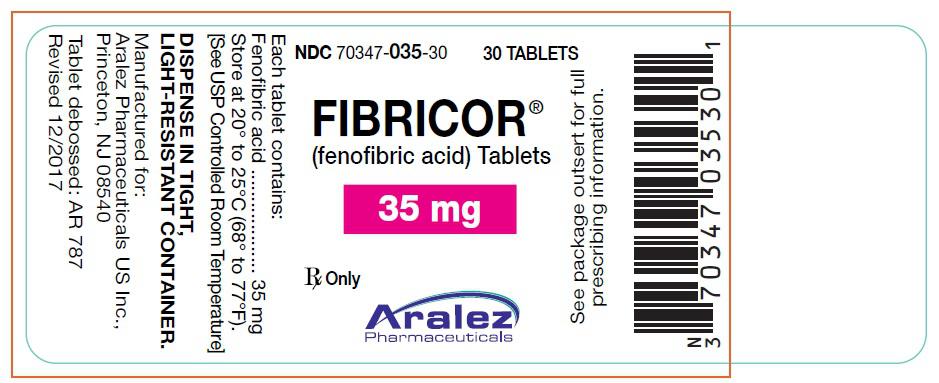 Each tablet contains:
Fenofibric acid ................ 35 mg
Store at 20° to 25°C (68° to 77°F).
[See USP Controlled Room Temperature]
DISPENSE IN TIGHT,
LIGHT-RESISTANT CONTAINER.
Manufactured for:
Aralez Pharmaceuticals US Inc.,
Princeton, NJ 08540
Tablet debossed: AR 787
Revised 12/2017
NDC 70347-035-30 30 TABLETS
FIBRICOR®
(fenofibric acid) Tablets
35 mg
Rx Only
Aralez
Pharmaceuticals
See package outsert for full
prescribing information.
N
3 70347 03530 1